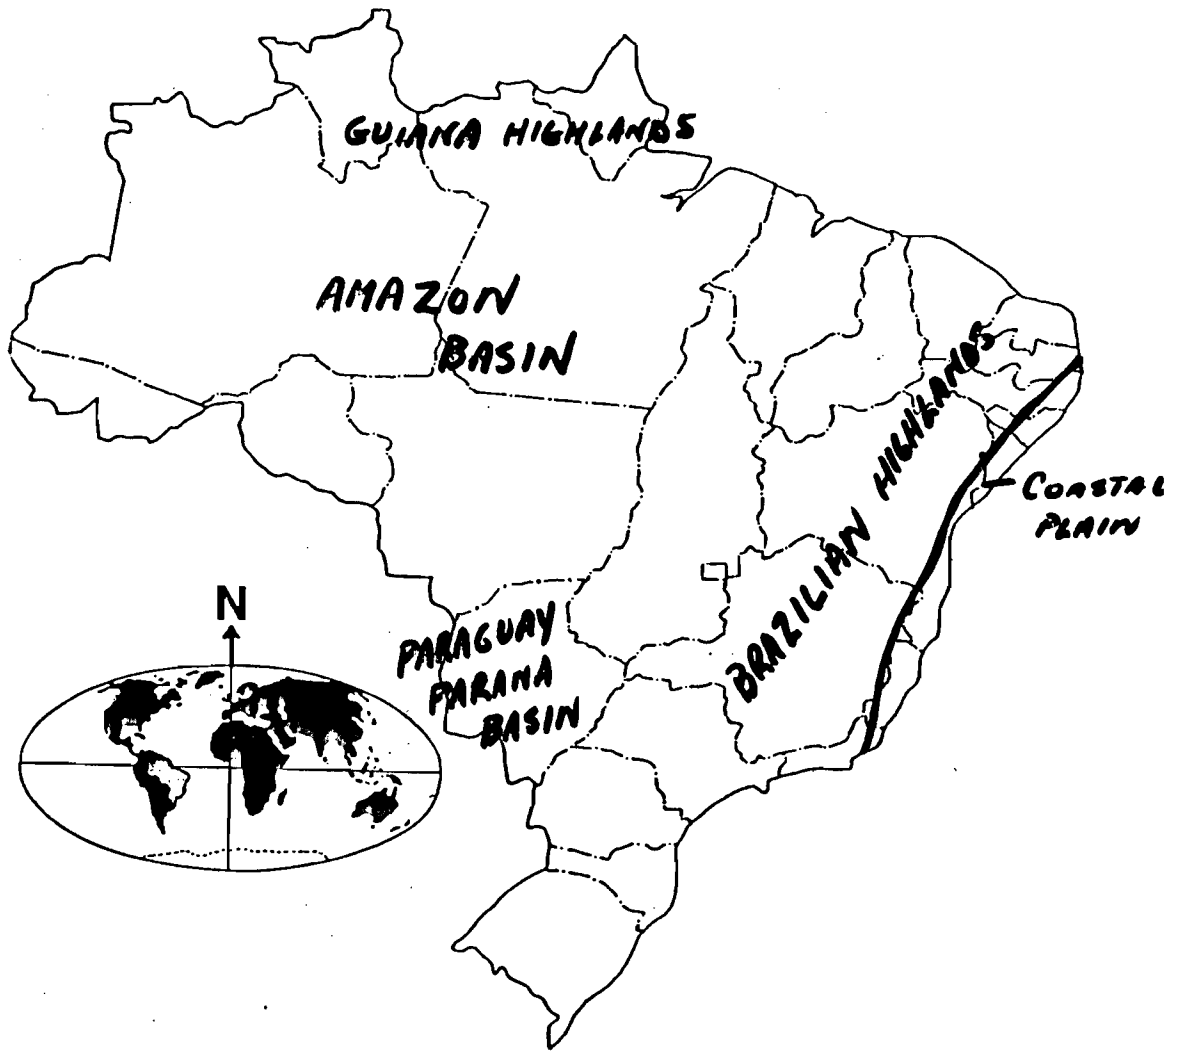 GUIANA HIGHLANDS
AMAZON
BASIN
BRAZILIAN HIGHLANDS
COASTAL
PLAIN
N
PARAGUAY
PARANA
BASIN